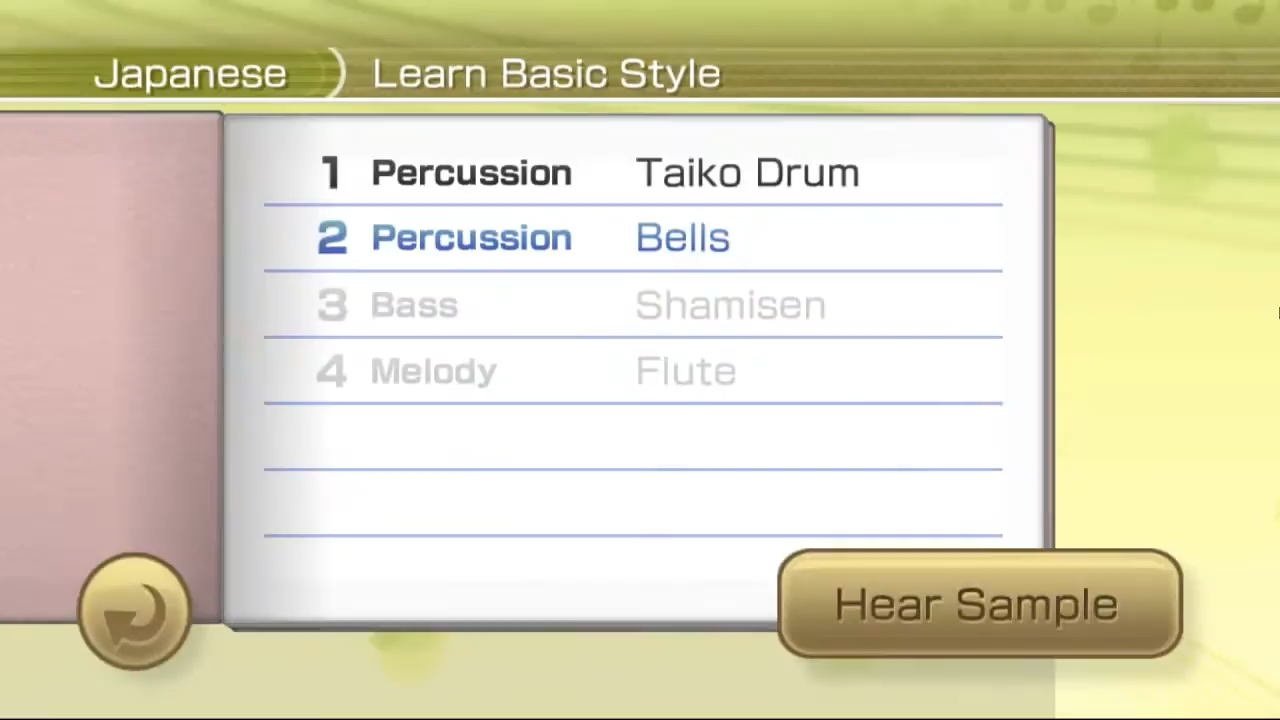 Japanese Learn Basic Style
1 Percussion Taiko Drum
2 Percussion Bells
3 Bass Shamisen
4 Melody Flute
Hear Sample